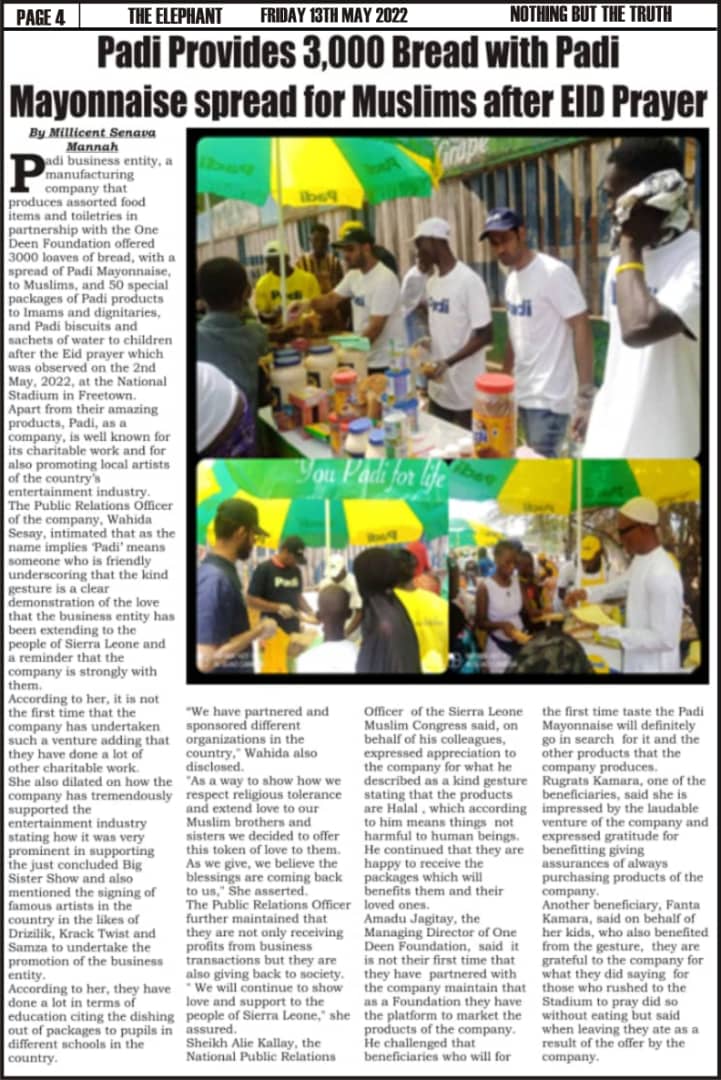 PAGE 4
THE ELEPHANT
FRIDAY 13TH MAY 2022
NOTHING BUT THE TRUTH
Padi Provides 3,000 Bread with Padi
Mayonnaise spread for Muslims after EID Prayer
By Millicent Senava
Mannah
Padi business entity, a
manufacturing
company that
produces assorted food
items and toiletries in
partnership with the One
Deen Foundation offered
3000 loaves of bread, with a
spread of Padi Mayonnaise,
to Muslims, and 50 special
packages of Padi products
to Imams and dignitaries,
and Padi biscuits and
sachets of water to children
after the Eid prayer which
was observed on the 2nd
May, 2022, at the National
Stadium in Freetown.
Apart from their amazing
products, Padi, as a
company, is well known for
its charitable work and for
also promoting local artists
of the country's
entertainment industry.
The Public Relations Officer
of the company, Wahida
Sesay, intimated that as the
name implies 'Padi' means
someone who is friendly
underscoring that the kind
gesture is a clear
demonstration of the love
that the business entity has
been extending to the
people of Sierra Leone and
a reminder that the
company is strongly with
them.
According to her, it is not
the first time that the
company has undertaken
such a venture adding that
they have done a lot of
other charitable work.
She also dilated on how the
company has tremendously
supported the
entertainment industry
stating how it was very
prominent in supporting
the just concluded Big
Sister Show and also
mentioned the signing of
famous artists in the
country in the likes of
Drizilik, Krack Twist and
Samza to undertake the
promotion of the business
entity.
According to her, they have
done a lot in terms of
education citing the dishing
out of packages to pupils in
different schools in the
country.
Grape
Padi
Padi
Padi
You Padi for life
Padi
"We have partnered and
sponsored different
organizations in the
country," Wahida also
disclosed.
"As a way to show how we
respect religious tolerance
and extend love to our
Muslim brothers and
sisters we decided to offer
this token of love to them.
As we give, we believe the
blessings are coming back
to us," She asserted.
The Public Relations Officer
further maintained that
they are not only receiving
profits from business
transactions but they are
also giving back to society.
" We will continue to show
love and support to the
people of Sierra Leone," she
assured.
Sheikh Alie Kallay, the
National Public Relations
Officer of the Sierra Leone
Muslim Congress said, on
behalf of his colleagues,
expressed appreciation to
the company for what he
described as a kind gesture
stating that the products
are Halal , which according
to him means things not
harmful to human beings.
He continued that they are
happy to receive the
packages which will
benefits them and their
loved ones.
Amadu Jagitay, the
Managing Director of One
Deen Foundation, said it
is not their first time that
they have partnered with
the company maintain that
as a Foundation they have
the platform to market the
products of the company.
He challenged that
beneficiaries who will for
the first time taste the Padi
Mayonnaise will definitely
go in search for it and the
other products that the
company produces.
Rugrats Kamara, one of the
beneficiaries, said she is
impressed by the laudable
venture of the company and
expressed gratitude for
benefitting giving
assurances of always
purchasing products of the
company.
Another beneficiary, Fanta
Kamara, said on behalf of
her kids, who also benefited
from the gesture, they are
grateful to the company for
what they did saying for
those who rushed to the
Stadium to pray did so
without eating but said
when leaving they ate as a
result of the offer by the
company.